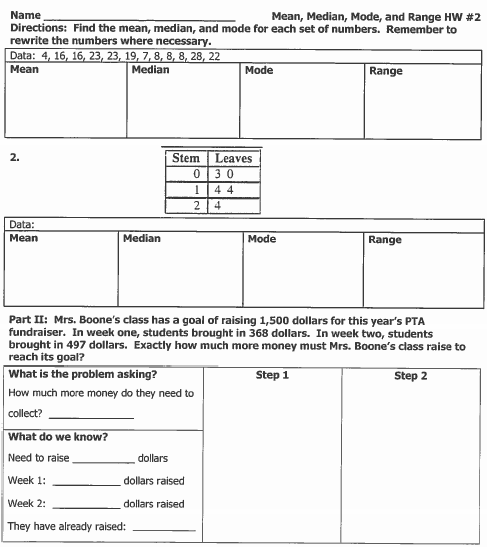 Name ______________________________ Mean, Median, Mode, and Range HW #2
Directions: Find the mean, median, and mode for each set of numbers. Remember to
rewrite the numbers where necessary.
Data: 4, 16, 16, 23, 23, 19, 7, 8, 8, 8, 28, 22
Mean Median Mode Range
2.
Stem Leaves
0 3 0
1 4 4
2 4
Data:
Mean Median Mode Range
Part II: Mrs. Boone's class has a goal of raising 1,500 dollars for this year's PTA
fundraiser. In week one, students brought in 368 dollars. In week two, students
brought in 497 dollars. Exactly how much more money must Mrs. Boone's class raise to
reach its goal?
What is the problem asking? Step 1 Step 2
How much more money do they need to
collect? ______________
What do we know?
Need to raise __________ dollars
Week 1: __________ dollars raised
Week 2: __________ dollars raised
They have already raised: __________